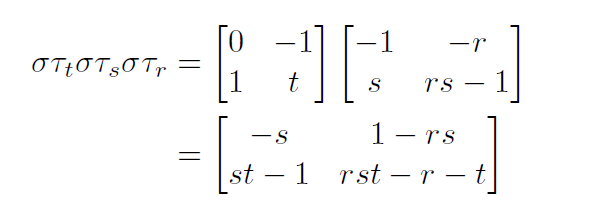 στ_tστ_sστ_r = [0 −1; 1 t] [−1 −r; s rs − 1]
= [−s 1 − rs; st − 1 rst − r − t]